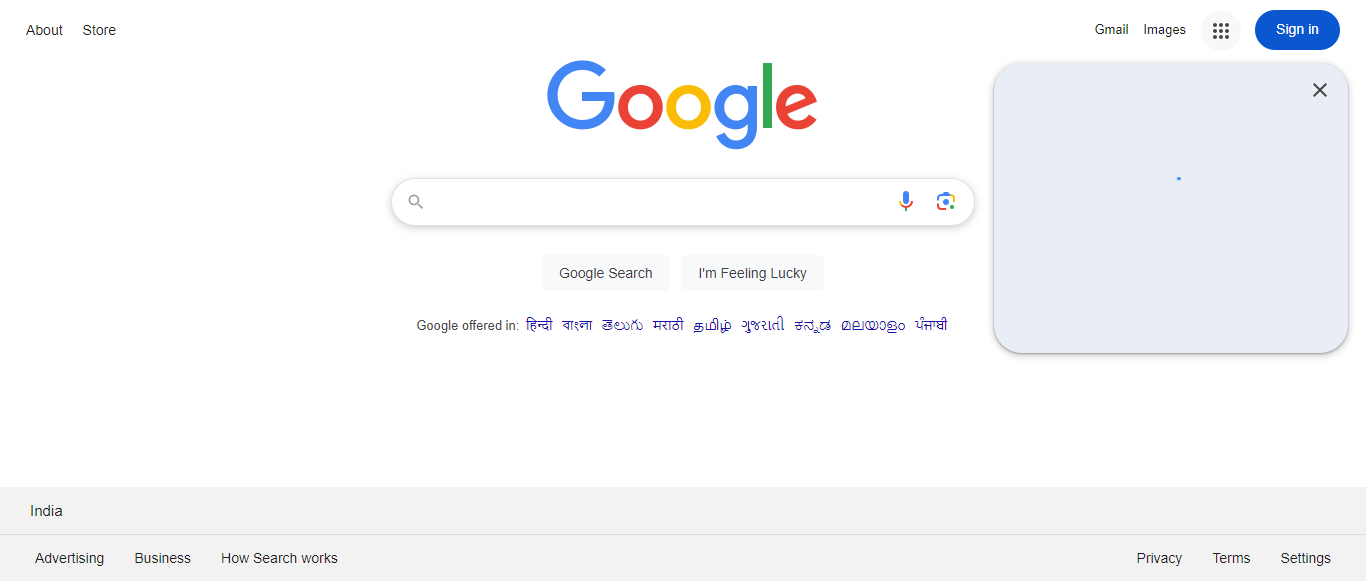 About Store
Gmail Images Sign in
Google
Google Search I'm Feeling Lucky
Google offered in: हिन्दी বাংলা తెలుగు मराठी தமிழ் ગુજરાતી ಕನ್ನಡ മലയാളം ਪੰਜਾਬੀ
India
Advertising Business How Search works
Privacy Terms Settings